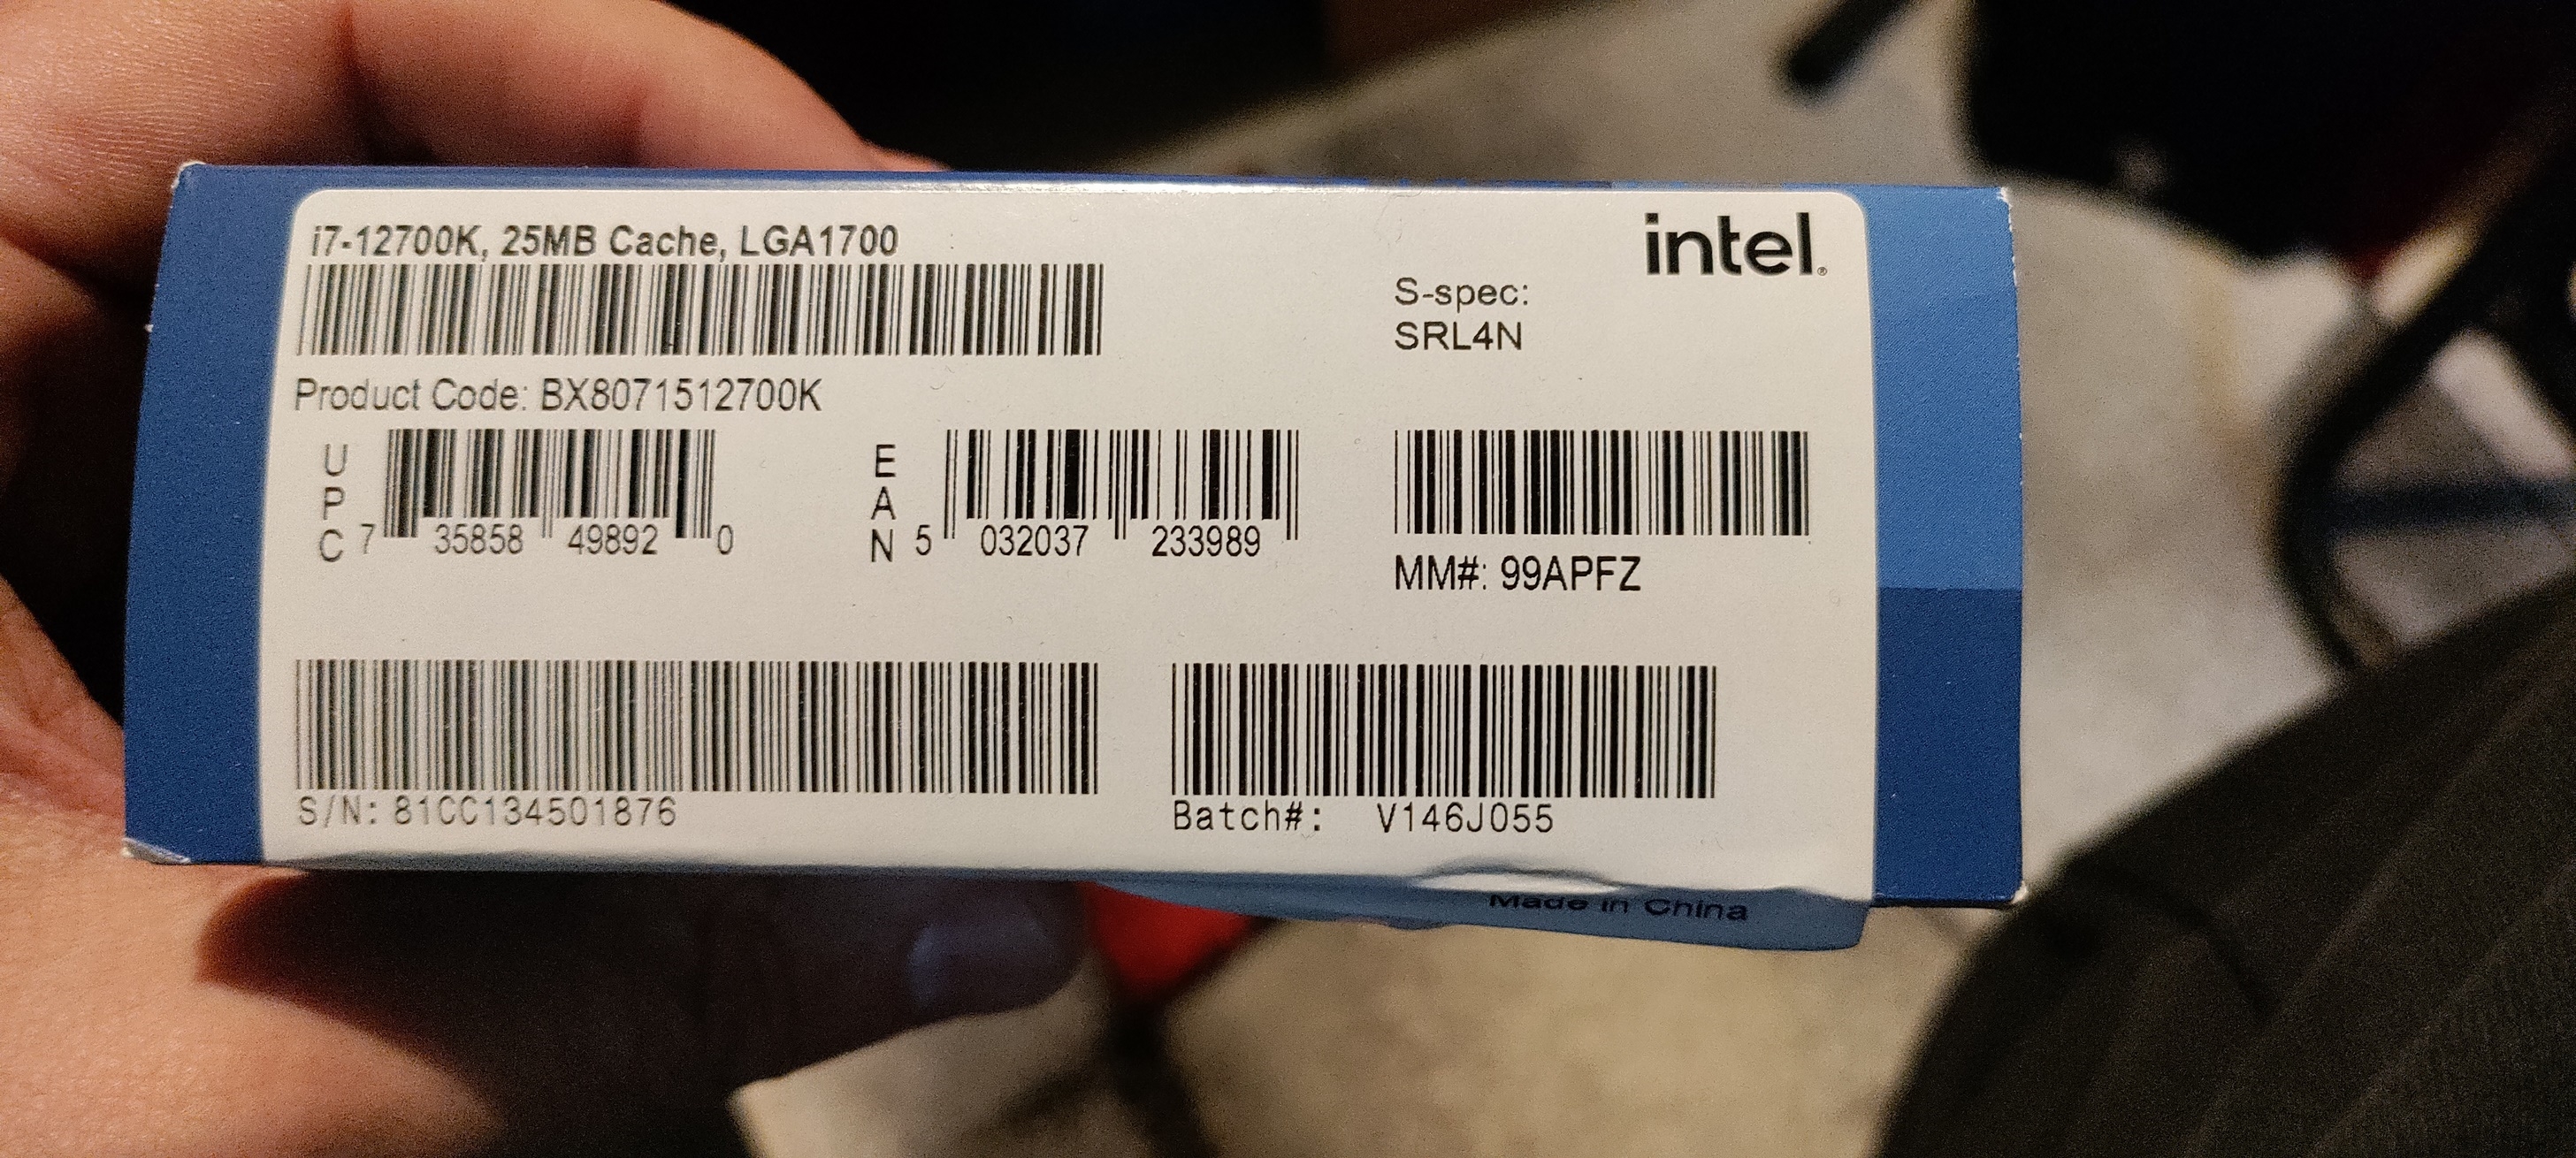 i7-12700K, 25MB Cache, LGA1700
intel.
S-spec:
SRL4N
Product Code: BX8071512700K
UPC 7 35858 49892 0
EAN 5 032037 233989
MM#: 99APFZ
S/N: 81CC134501876
Batch#: V146J055
Made in China